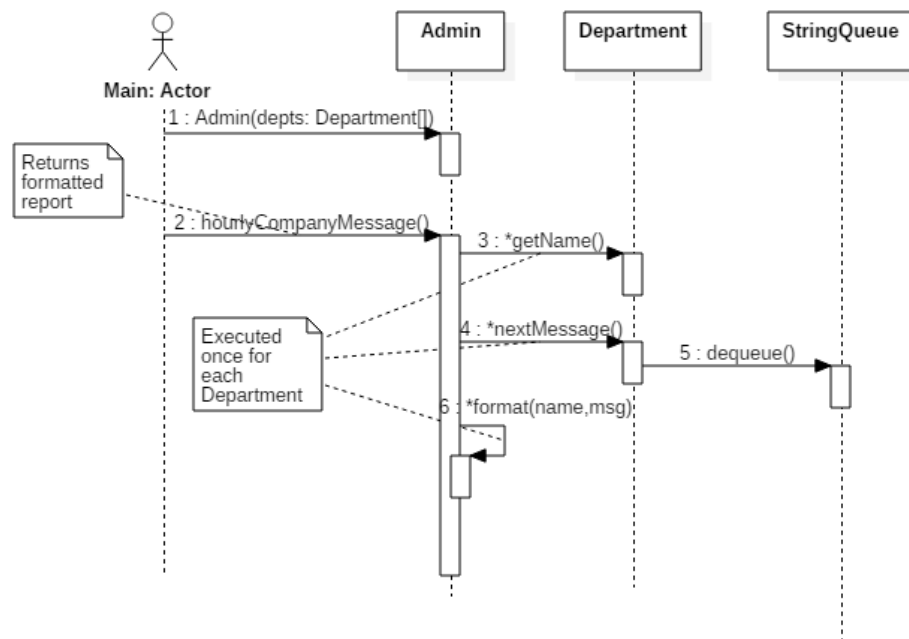 Admin
Department
StringQueue
Main: Actor
1 : Admin(depts: Department[])
Returns
formatted
report
2 : hourlyCompanyMessage()
3 : *getName()
Executed
once for
each
Department
4 : *nextMessage()
5 : dequeue()
6 : *format(name,msg)